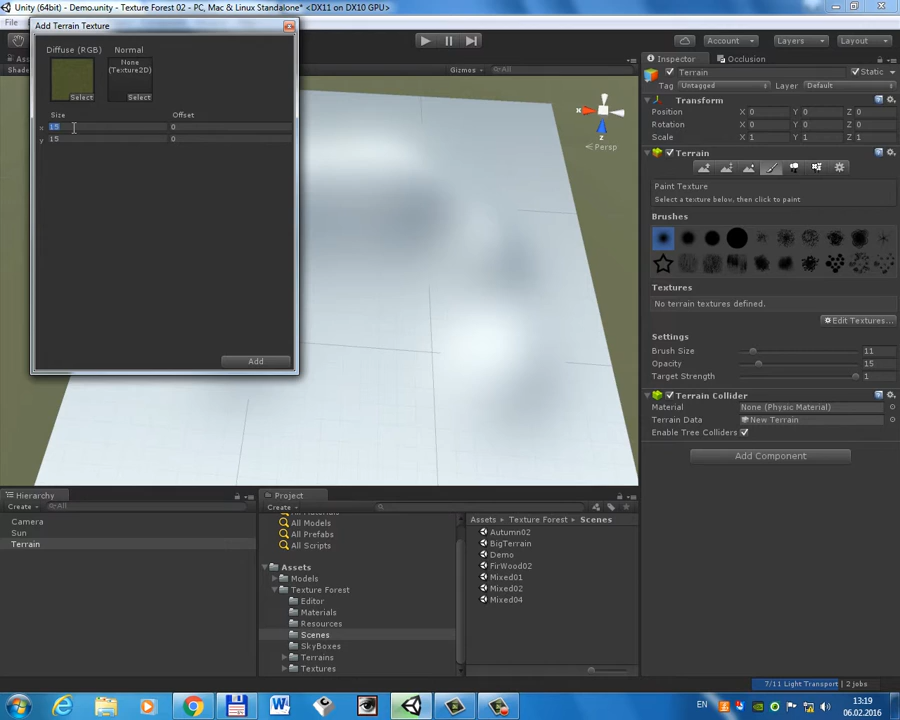 Unity (64bit) - Demo.unity - Texture Forest 02 - PC, Mac & Linux Standalone* <DX11 on DX10 GPU>
File
Add Terrain Texture
Account
Layers
Layout
Diffuse (RGB)
Normal
None
(Texture2D)
Select
Select
Size
Offset
x 15
0
y 15
0
Add
Gizmos
All
Persp
Inspector
Occlusion
Terrain
Static
Tag Untagged
Layer Default
Transform
Position X 0 Y 0 Z 0
Rotation X 0 Y 0 Z 0
Scale X 1 Y 1 Z 1
Terrain
Paint Texture
Select a texture below, then click to paint
Brushes
Textures
No terrain textures defined.
Edit Textures...
Settings
Brush Size 11
Opacity 15
Target Strength 1
Terrain Collider
Material None (Physic Material)
Terrain Data New Terrain
Enable Tree Colliders
Add Component
Hierarchy
Create All
Camera
Sun
Terrain
Project
Create
All Models
All Prefabs
All Scripts
Assets
Models
Texture Forest
Editor
Materials
Resources
Scenes
SkyBoxes
Terrains
Textures
Assets Texture Forest Scenes
Autumn02
BigTerrain
Demo
FirWood02
Mixed01
Mixed02
Mixed04
7/11 Light Transport | 2 jobs
EN
13:19
06.02.2016